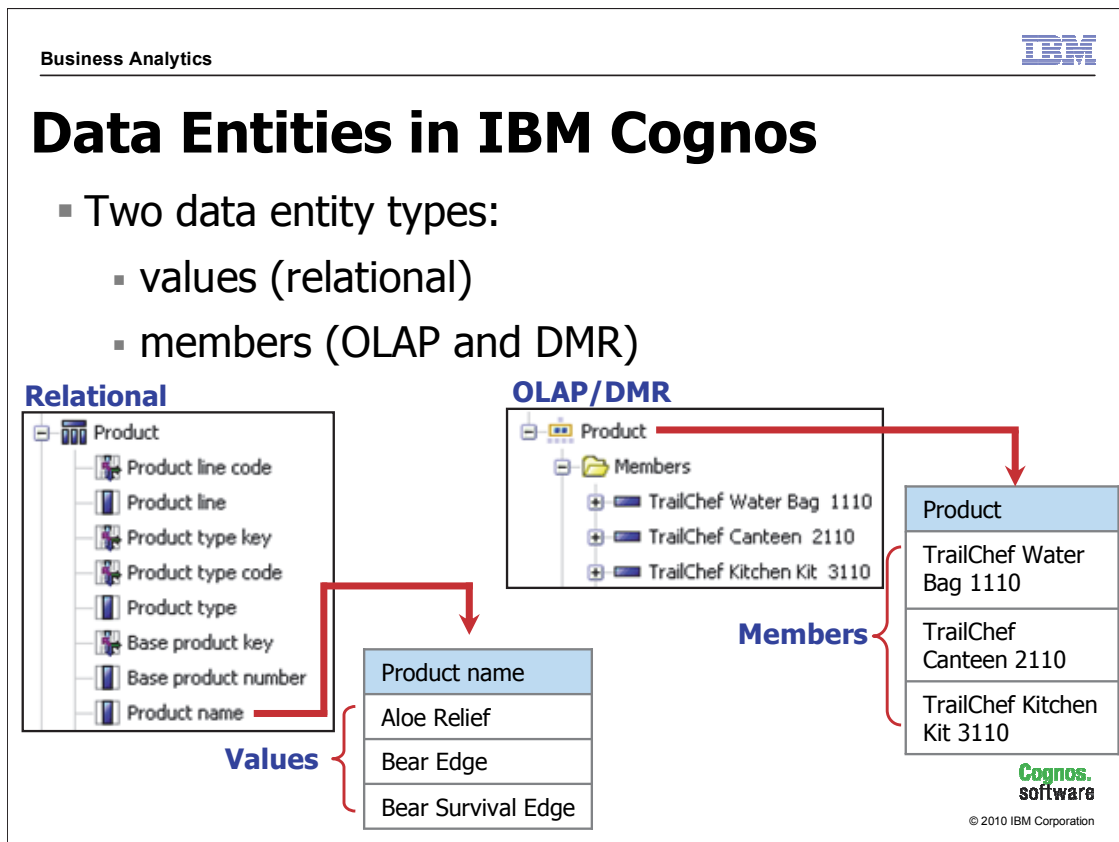 Business Analytics
IBM
Data Entities in IBM Cognos
Two data entity types:
values (relational)
members (OLAP and DMR)
Relational
Product
Product line code
Product line
Product type key
Product type code
Product type
Base product key
Base product number
Product name
Values
Product name
Aloe Relief
Bear Edge
Bear Survival Edge
OLAP/DMR
Product
Members
TrailChef Water Bag 1110
TrailChef Canteen 2110
TrailChef Kitchen Kit 3110
Members
Product
TrailChef Water
Bag 1110
TrailChef
Canteen 2110
TrailChef Kitchen
Kit 3110
Cognos.
software
© 2010 IBM Corporation